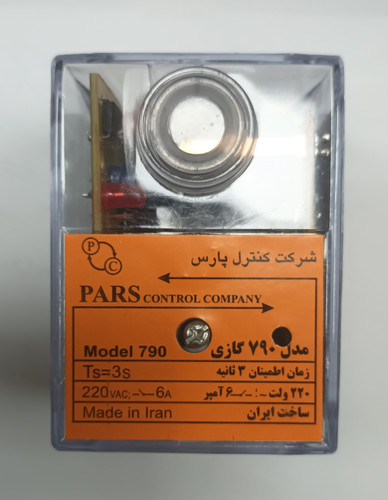 P
C
شرکت کنترل پارس
PARS CONTROL COMPANY
Model 790
مدل ۷۹۰ گازی
Ts=3s
زمان اطمینان ۳ ثانیه
220VAC; 6A
۲۲۰ ولت ~: ۶ آمپر
Made in Iran
ساخت ایران